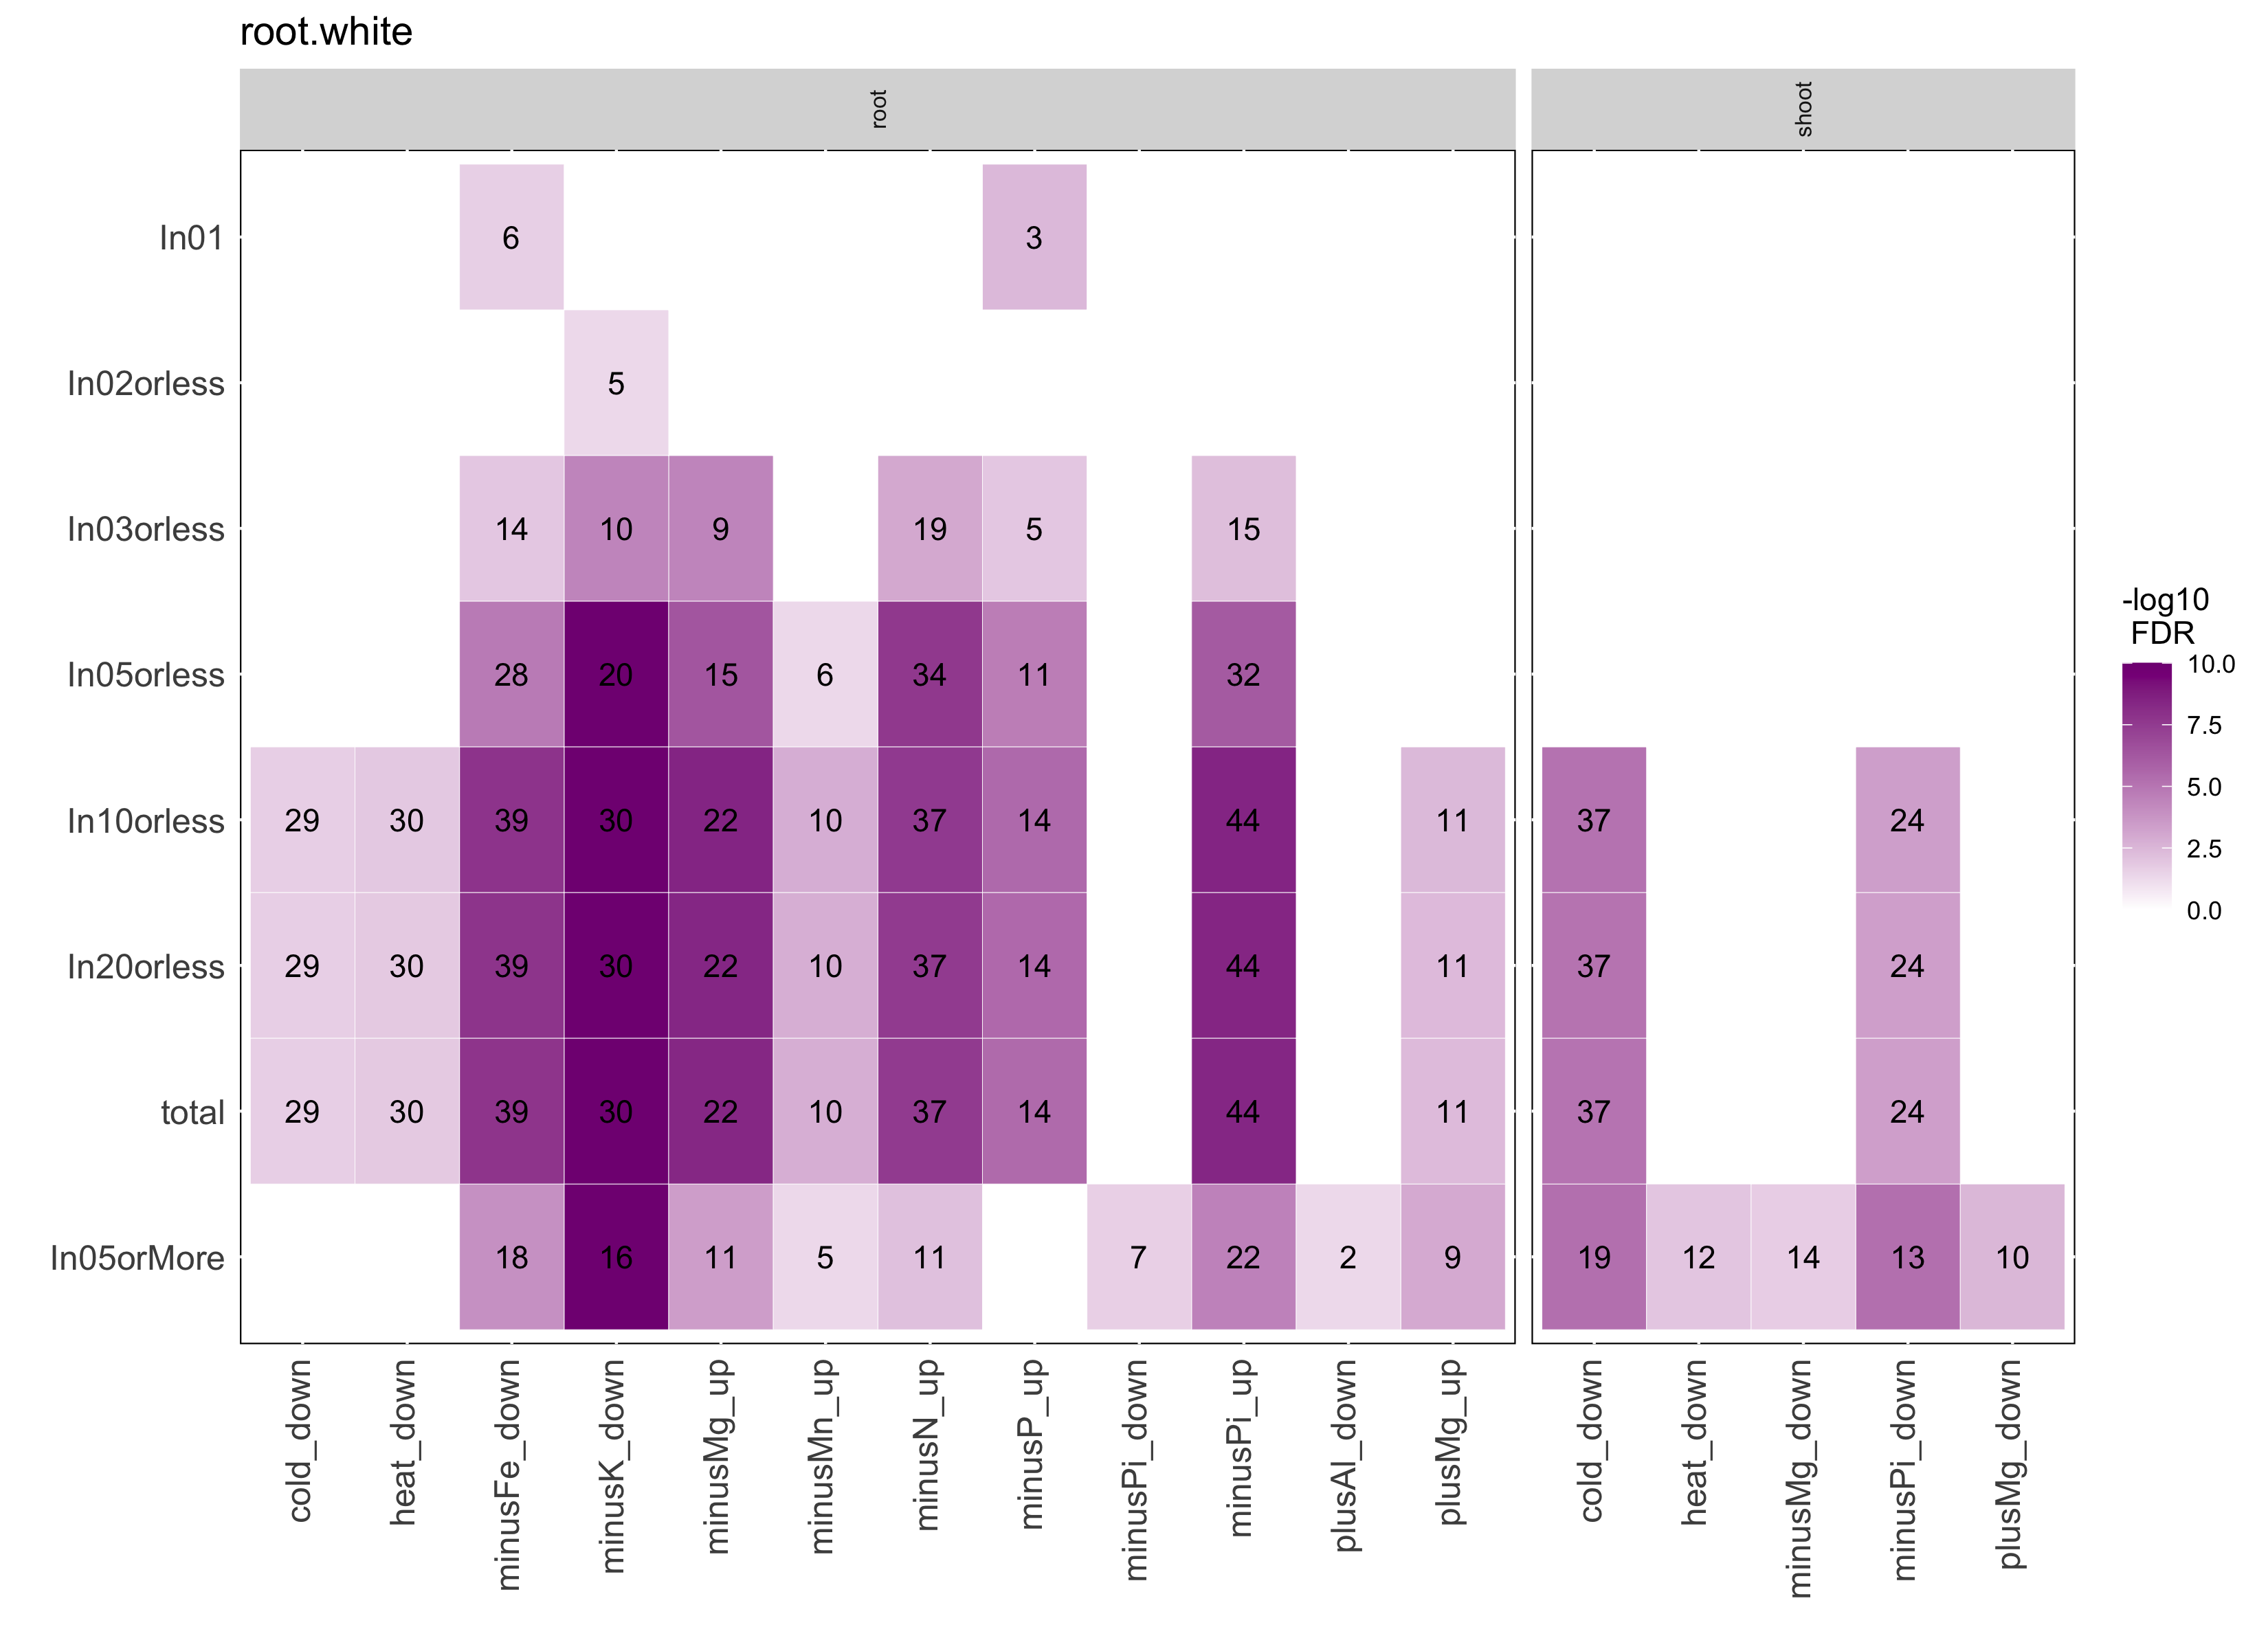 root.white
root
shoot
In01
6
3
In02orless
5
In03orless
14 10 9 19 5 15
In05orless
28 20 15 6 34 11 32
In10orless
29 30 39 30 22 10 37 14 44 11 37 24
In20orless
29 30 39 30 22 10 37 14 44 11 37 24
total
29 30 39 30 22 10 37 14 44 11 37 24
In05orMore
18 16 11 5 11 7 22 2 9 19 12 14 13 10
cold_down
heat_down
minusFe_down
minusK_down
minusMg_up
minusMn_up
minusN_up
minusP_up
minusPi_down
minusPi_up
plusAl_down
plusMg_up
cold_down
heat_down
minusMg_down
minusPi_down
plusMg_down
-log10
FDR
10.0
7.5
5.0
2.5
0.0